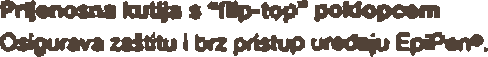 Prijenosna kutija s “flip-top” poklopcem
Osigurava zaštitu i brz pristup uređaju EpiPen®.